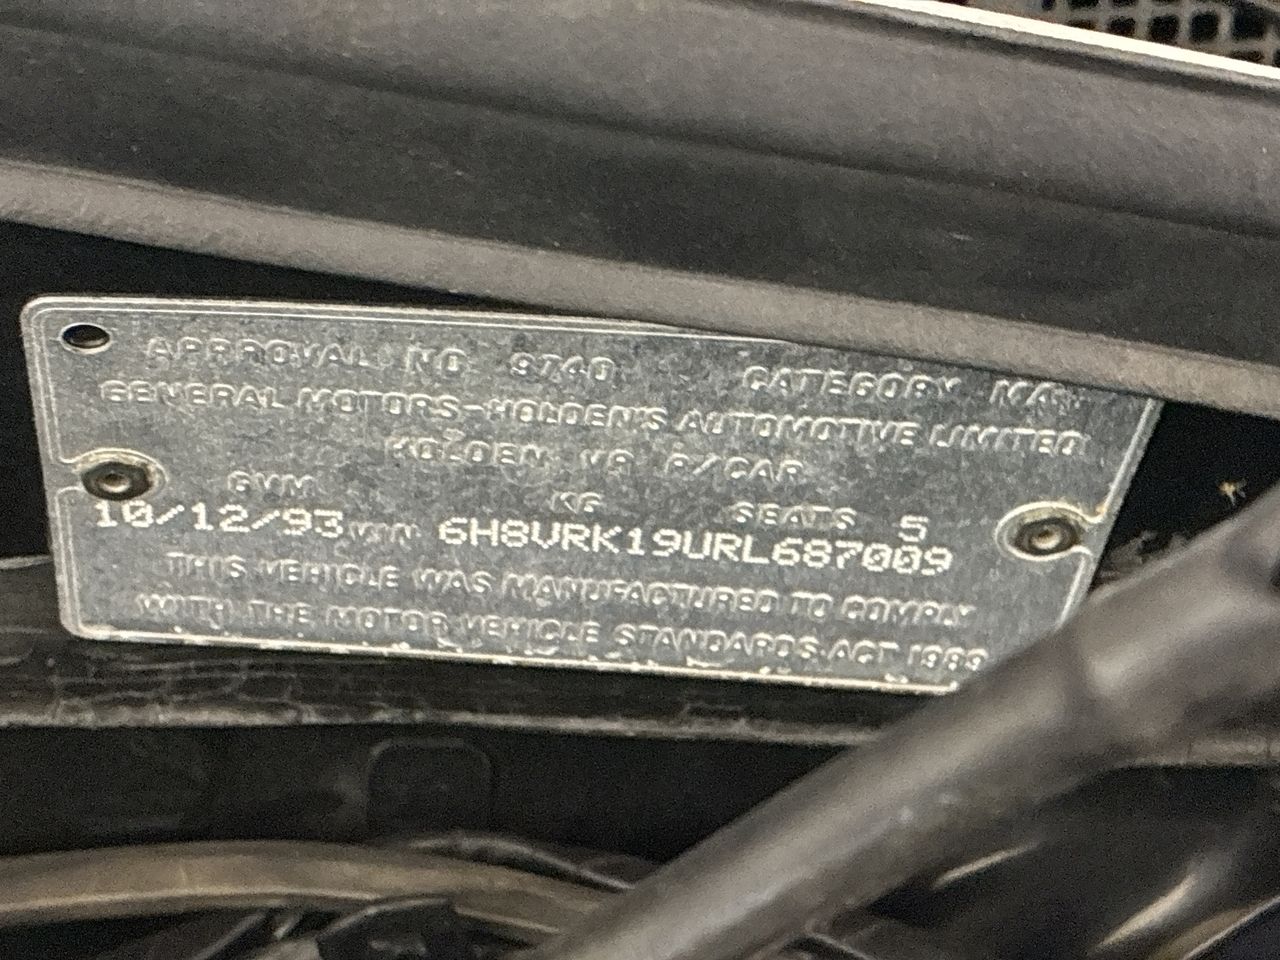 APPROVAL NO 9740 CATEGORY MA
GENERAL MOTORS-HOLDEN'S AUTOMOTIVE LIMITED
HOLDEN VR P/CAR
GVM KG SEATS 5
10/12/93 VIN 6H8VRK19URL687009
THIS VEHICLE WAS MANUFACTURED TO COMPLY
WITH THE MOTOR VEHICLE STANDARDS ACT 1989